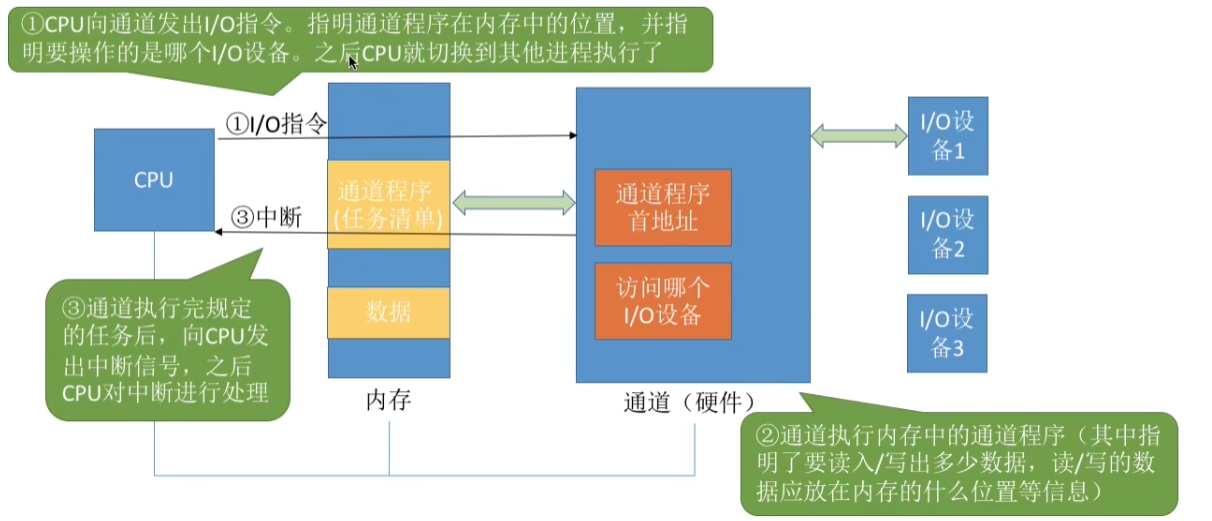 ①CPU向通道发出I/O指令。指明通道程序在内存中的位置，并指
明要操作的是哪个I/O设备。之后CPU就切换到其他进程执行了
①I/O指令
CPU
通道程序
(任务清单)
③中断
数据
内存
通道程序
首地址
访问哪个
I/O设备
通道（硬件）
I/O设
备1
I/O设
备2
I/O设
备3
③通道执行完规定
的任务后，向CPU发
出中断信号，之后
CPU对中断进行处理
②通道执行内存中的通道程序（其中指
明了要读入/写出多少数据，读/写的数
据应放在内存的什么位置等信息）